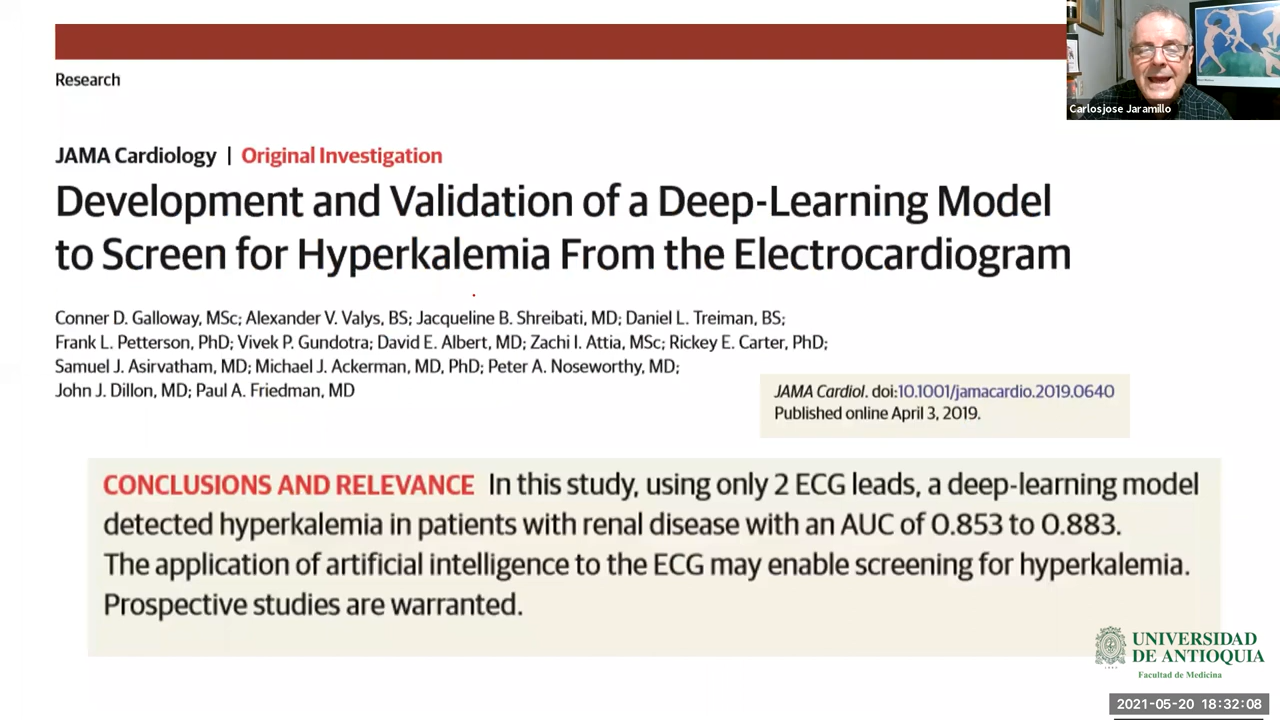 Carlosjose Jaramillo
Research
JAMA Cardiology | Original Investigation
Development and Validation of a Deep-Learning Model
to Screen for Hyperkalemia From the Electrocardiogram
Conner D. Galloway, MSc; Alexander V. Valys, BS; Jacqueline B. Shreibati, MD; Daniel L. Treiman, BS;
Frank L. Petterson, PhD; Vivek P. Gundotra; David E. Albert, MD; Zachi I. Attia, MSc; Rickey E. Carter, PhD;
Samuel J. Asirvatham, MD; Michael J. Ackerman, MD, PhD; Peter A. Noseworthy, MD;
John J. Dillon, MD; Paul A. Friedman, MD
JAMA Cardiol. doi:10.1001/jamacardio.2019.0640
Published online April 3, 2019.
CONCLUSIONS AND RELEVANCE In this study, using only 2 ECG leads, a deep-learning model
detected hyperkalemia in patients with renal disease with an AUC of 0.853 to 0.883.
The application of artificial intelligence to the ECG may enable screening for hyperkalemia.
Prospective studies are warranted.
UNIVERSIDAD
DE ANTIOQUIA
Facultad de Medicina
2021-05-20 18:32:08